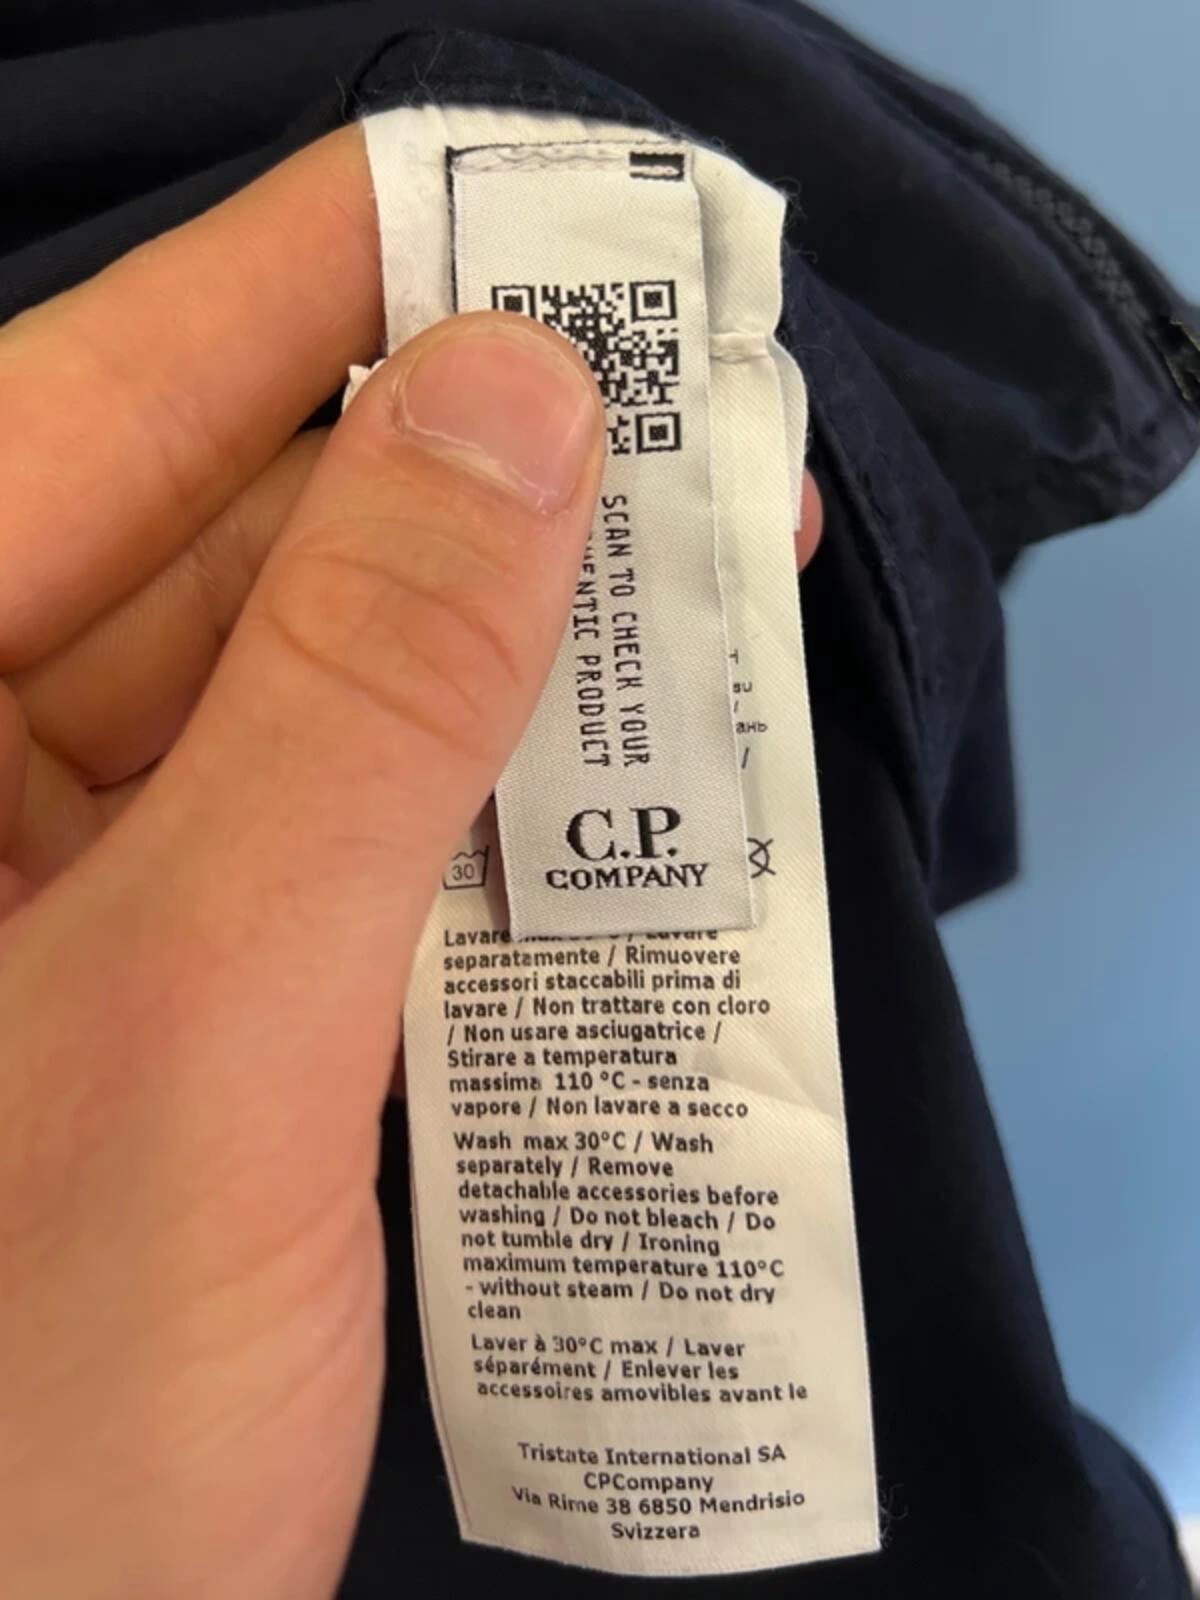 SCAN TO CHECK YOUR
PRODUCT
C.P.
COMPANY
30
Lavare
separatamente / Rimuovere
accessori staccabili prima di
lavare / Non trattare con cloro
/ Non usare asciugatrice /
Stirare a temperatura
massima 110 °C - senza
vapore / Non lavare a secco
Wash max 30°C / Wash
separately / Remove
detachable accessories before
washing / Do not bleach / Do
not tumble dry / Ironing
maximum temperature 110°C
- without steam / Do not dry
clean
Laver à 30°C max / Laver
séparément / Enlever les
accessoires amovibles avant le
Tristate International SA
CPCompany
Via Rime 38 6850 Mendrisio
Svizzera